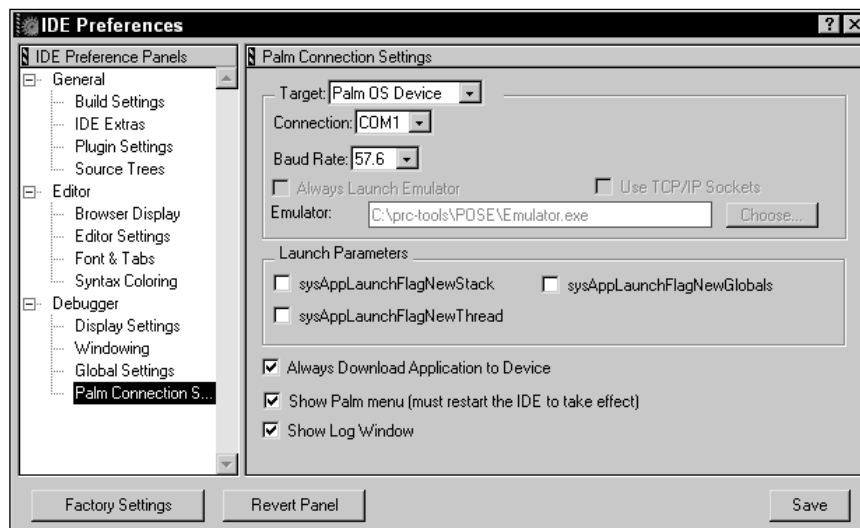 IDE Preferences
IDE Preference Panels
General
Build Settings
IDE Extras
Plugin Settings
Source Trees
Editor
Browser Display
Editor Settings
Font & Tabs
Syntax Coloring
Debugger
Display Settings
Windowing
Global Settings
Palm Connection S...
Palm Connection Settings
Target: Palm OS Device
Connection: COM1
Baud Rate: 57.6
Always Launch Emulator Use TCP/IP Sockets
Emulator: C:\prc-tools\POSE\Emulator.exe Choose...
Launch Parameters
sysAppLaunchFlagNewStack sysAppLaunchFlagNewGlobals
sysAppLaunchFlagNewThread
Always Download Application to Device
Show Palm menu (must restart the IDE to take effect)
Show Log Window
Factory Settings Revert Panel Save